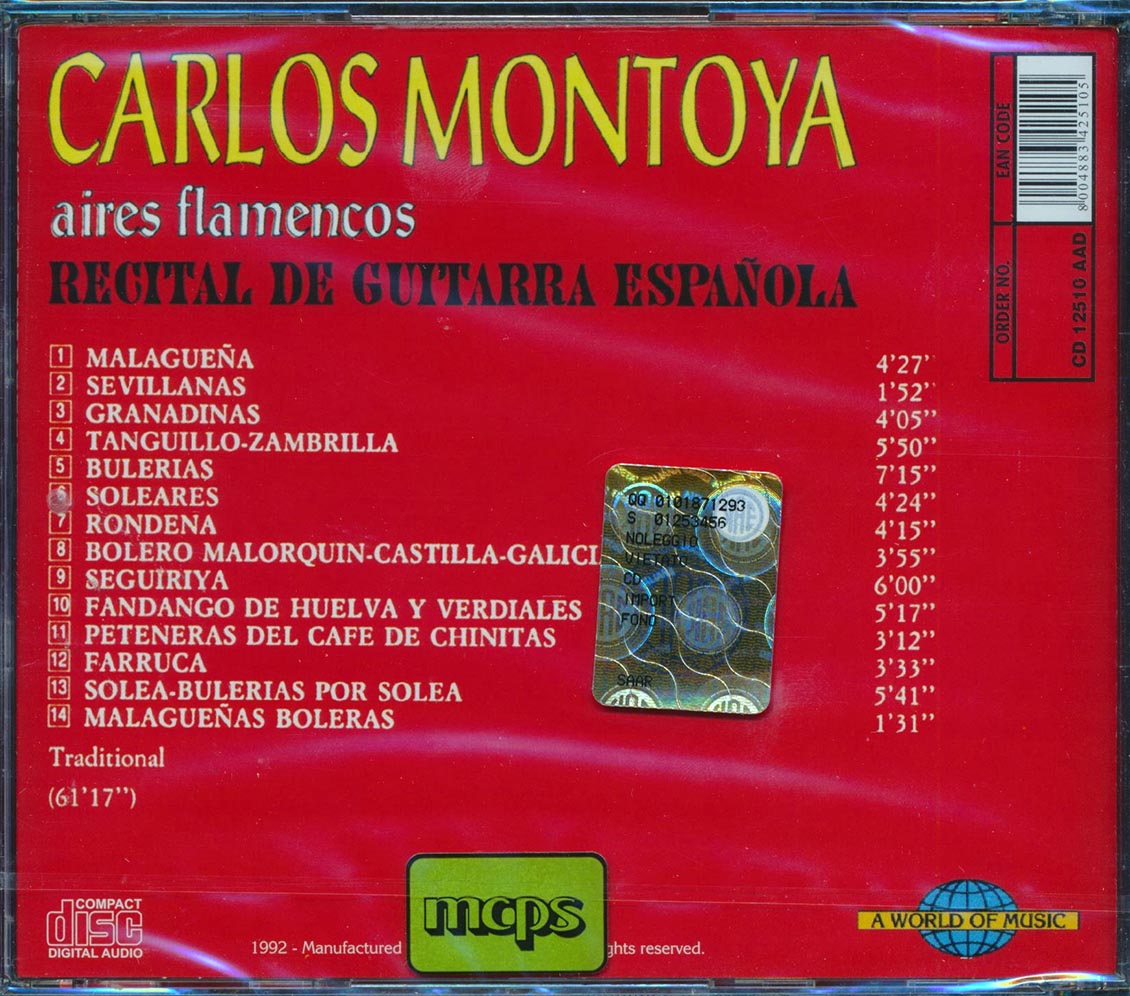 CARLOS MONTOYA
aires flamencos
RECITAL DE GUITARRA ESPAÑOLA
1 MALAGUEÑA 4'27"
2 SEVILLANAS 1'52"
3 GRANADINAS 4'05"
4 TANGUILLO-ZAMBRILLA 5'50"
5 BULERIAS 7'15"
6 SOLEARES 4'24"
7 RONDENA 4'15"
8 BOLERO MALORQUIN-CASTILLA-GALICI 3'55"
9 SEGUIRIYA 6'00"
10 FANDANGO DE HUELVA Y VERDIALES 5'17"
11 PETENERAS DEL CAFE DE CHINITAS 3'12"
12 FARRUCA 3'33"
13 SOLEA-BULERIAS POR SOLEA 5'41"
14 MALAGUEÑAS BOLERAS 1'31"
Traditional
(61'17")
EAN CODE
8004883425105
ORDER NO.
CD 12510 AAD
QQ 0101871293
S 01253456
NOLEGGIO
VIETATO
CD
IMPORT
FONO
SAAR
COMPACT
disc
DIGITAL AUDIO
1992 - Manufactured
mcps
ghts reserved.
A WORLD OF MUSIC